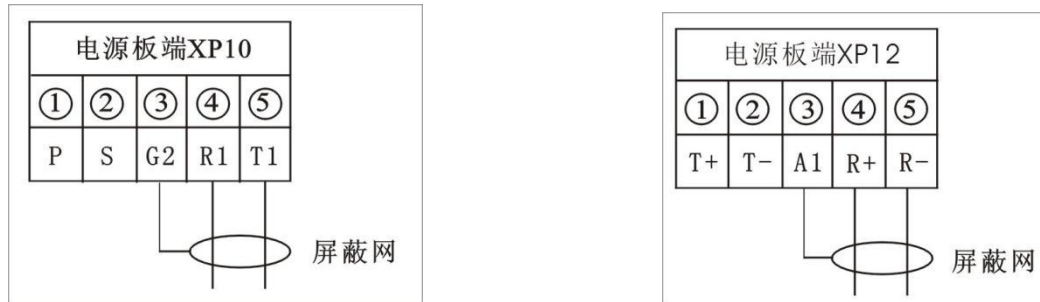 电源板端XP10
① ② ③ ④ ⑤
P S G2 R1 T1
屏蔽网
电源板端XP12
① ② ③ ④ ⑤
T+ T- A1 R+ R-
屏蔽网